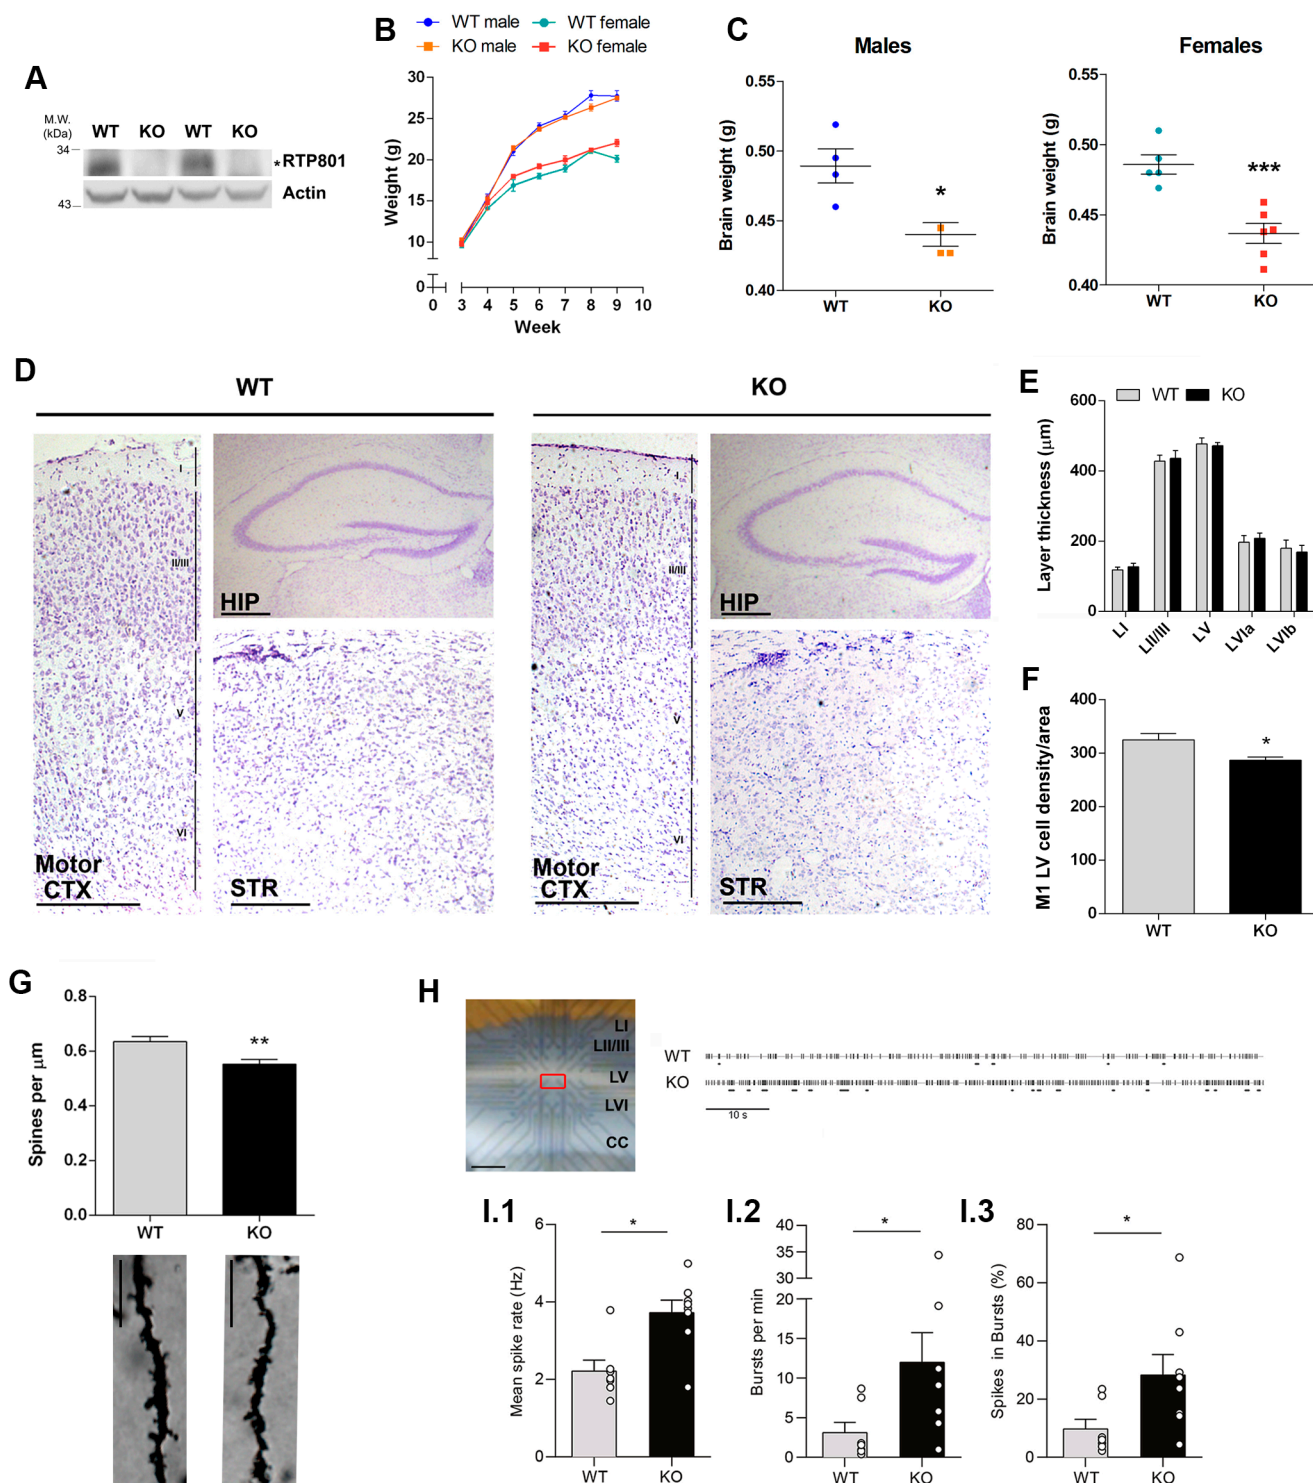 A
M.W.
(kDa)
WT KO WT KO
34
*RTP801
Actin
43
B
WT male
WT female
KO male
KO female
Weight (g)
30
25
20
15
10
0
0 3 4 5 6 7 8 9 10
Week
C
Males
Brain weight (g)
0.55
0.50
0.45
0.40
*
WT KO
Females
Brain weight (g)
0.55
0.50
0.45
0.40
***
WT KO
D
WT
I
II/III
V
VI
Motor
CTX
HIP
STR
KO
I
II/III
V
VI
Motor
CTX
HIP
STR
E
WT KO
Layer thickness (μm)
600
400
200
0
LI LII/III LV LVIa LVIb
F
M1 LV cell density/area
400
300
200
100
0
*
WT KO
G
Spines per μm
0.8
0.6
0.4
0.2
0.0
**
WT KO
H
LI
LII/III
LV
LVI
CC
WT
KO
10 s
I.1
Mean spike rate (Hz)
6
4
2
0
*
WT KO
I.2
Bursts per min
40
35
30
20
15
10
5
0
*
WT KO
I.3
Spikes in Bursts (%)
80
60
40
20
0
*
WT KO